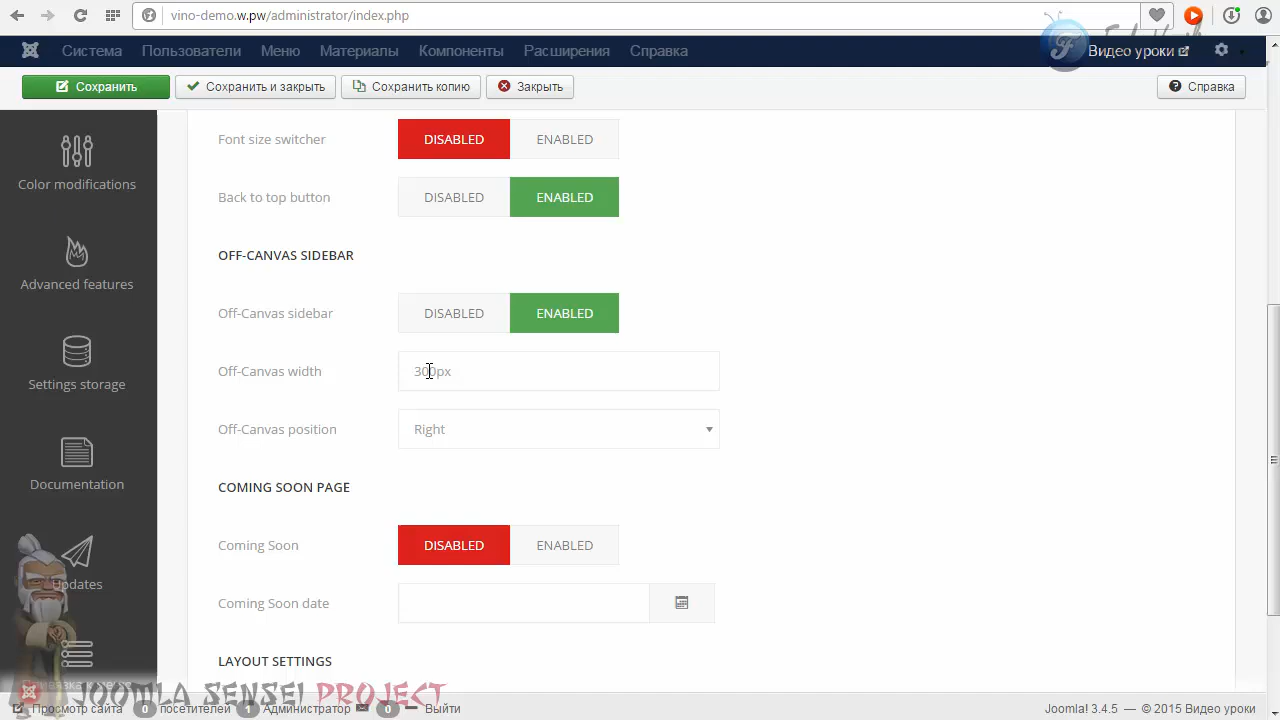 vino-demo.w.pw/administrator/index.php
Система Пользователи Меню Материалы Компоненты Расширения Справка Видео уроки
Сохранить Сохранить и закрыть Сохранить копию Закрыть Справка
Color modifications
Advanced features
Settings storage
Documentation
Updates
Font size switcher DISABLED ENABLED
Back to top button DISABLED ENABLED
OFF-CANVAS SIDEBAR
Off-Canvas sidebar DISABLED ENABLED
Off-Canvas width 300px
Off-Canvas position Right
COMING SOON PAGE
Coming Soon DISABLED ENABLED
Coming Soon date
LAYOUT SETTINGS
JOOMLA SENSEI PROJECT
Просмотр сайта 0 посетителей 1 Администратор 0 Выйти
Joomla! 3.4.5 — © 2015 Видео уроки